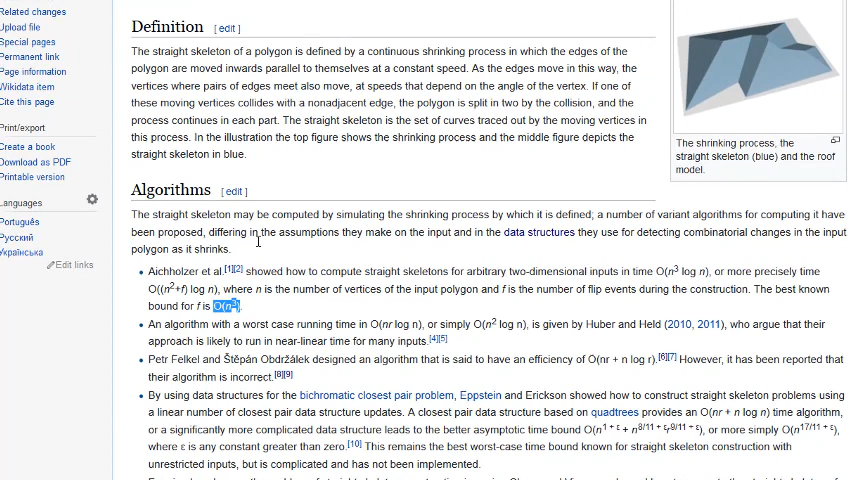 Related changes
Upload file
Special pages
Permanent link
Page information
Wikidata item
Cite this page
Print/export
Create a book
Download as PDF
Printable version
Languages
Português
Русский
Українська
Edit links
Definition [ edit ]
The straight skeleton of a polygon is defined by a continuous shrinking process in which the edges of the
polygon are moved inwards parallel to themselves at a constant speed. As the edges move in this way, the
vertices where pairs of edges meet also move, at speeds that depend on the angle of the vertex. If one of
these moving vertices collides with a nonadjacent edge, the polygon is split in two by the collision, and the
process continues in each part. The straight skeleton is the set of curves traced out by the moving vertices in
this process. In the illustration the top figure shows the shrinking process and the middle figure depicts the
straight skeleton in blue.
The shrinking process, the
straight skeleton (blue) and the roof
model.
Algorithms [ edit ]
The straight skeleton may be computed by simulating the shrinking process by which it is defined; a number of variant algorithms for computing it have
been proposed, differing in the assumptions they make on the input and in the data structures they use for detecting combinatorial changes in the input
polygon as it shrinks.
• Aichholzer et al.[1][2] showed how to compute straight skeletons for arbitrary two-dimensional inputs in time O(n³ log n), or more precisely time
O((n²+f) log n), where n is the number of vertices of the input polygon and f is the number of flip events during the construction. The best known
bound for f is O(n³).
• An algorithm with a worst case running time in O(nr log n), or simply O(n² log n), is given by Huber and Held (2010, 2011), who argue that their
approach is likely to run in near-linear time for many inputs.[4][5]
• Petr Felkel and Štěpán Obdržálek designed an algorithm that is said to have an efficiency of O(nr + n log r).[6][7] However, it has been reported that
their algorithm is incorrect.[8][9]
• By using data structures for the bichromatic closest pair problem, Eppstein and Erickson showed how to construct straight skeleton problems using
a linear number of closest pair data structure updates. A closest pair data structure based on quadtrees provides an O(nr + n log n) time algorithm,
or a significantly more complicated data structure leads to the better asymptotic time bound O(n^1 + ε + n^8/11 + ε r^9/11 + ε), or more simply O(n^17/11 + ε),
where ε is any constant greater than zero.[10] This remains the best worst-case time bound known for straight skeleton construction with
unrestricted inputs, but is complicated and has not been implemented.